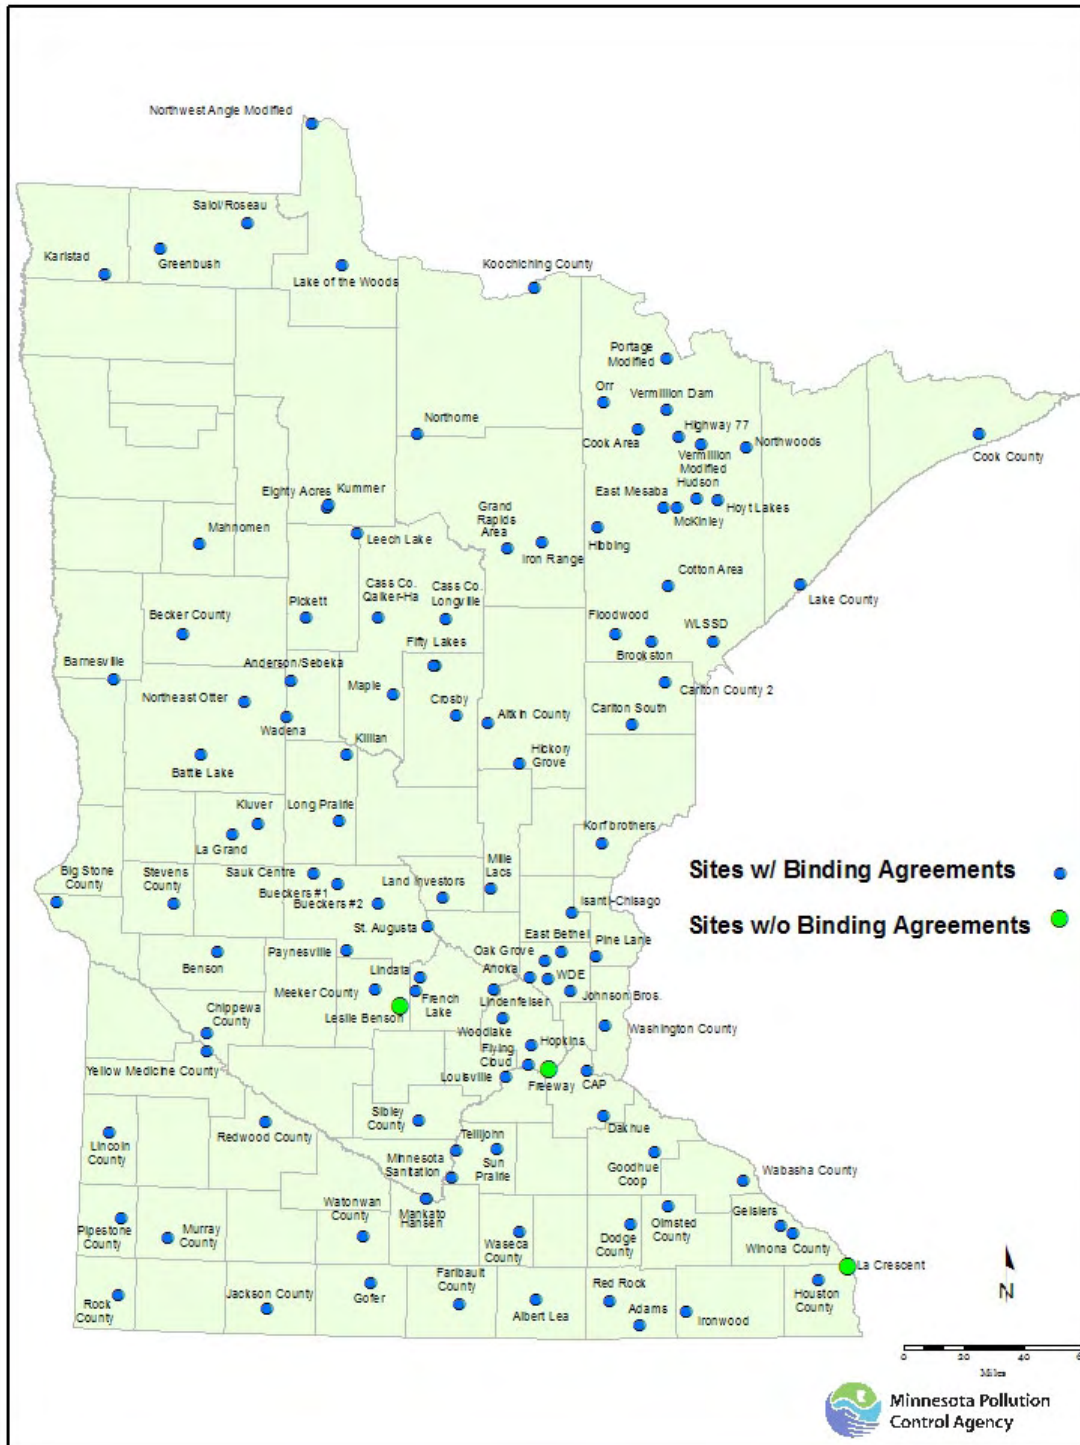 Northwest Angle Modified
Salol/Roseau
Karlstad
Greenbush
Lake of the Woods
Koochiching County
Portage
Modified
Orr
Vermillion Dam
Northome
Cook Area
Highway 77
Vermillion
Modified
Northwoods
Cook County
Eighty Acres
Kummer
East Mesaba
Hudson
Hoyt Lakes
McKinley
Grand
Rapids
Area
Mahnomen
Leech Lake
Iron Range
Hibbing
Cotton Area
Cass Co.
Qalker-Ha
Cass Co.
Longville
Lake County
Becker County
Pickett
Floodwood
WLSSD
Fifty Lakes
Brookston
Barnesville
Anderson/Sebeka
Maple
Carlton County 2
Northeast Otter
Crosby
Aitkin County
Carlton South
Wadena
Killian
Hickory
Grove
Battle Lake
Kluver
Long Prairie
La Grand
Korf brothers
Big Stone
County
Stevens
County
Sauk Centre
Bueckers #1
Bueckers #2
Land Investors
Mille
Lacs
Sites w/ Binding Agreements
Isanti-Chisago
Sites w/o Binding Agreements
St. Augusta
East Bethel
Pine Lane
Oak Grove
Benson
Paynesville
Lindala
Anoka
WDE
Meeker County
French
Lake
Lindenfelser
Johnson Bros.
Leslie Benson
Chippewa
County
Woodlake
Washington County
Hopkins
Flying
Cloud
Yellow Medicine County
Louisville
Freeway
CAP
Sibley
County
Dakhue
Lincoln
County
Redwood County
Tellijohn
Minnesota
Sanitation
Sun
Prairie
Goodhue
Coop
Wabasha County
Watonwan
County
Mankato
Hansen
Geislers
Pipestone
County
Murray
County
Waseca
County
Dodge
County
Olmsted
County
Winona County
La Crescent
Rock
County
Jackson County
Gofer
Faribault
County
Albert Lea
Red Rock
Adams
Ironwood
Houston
County
N
0 20 40
Miles
Minnesota Pollution
Control Agency